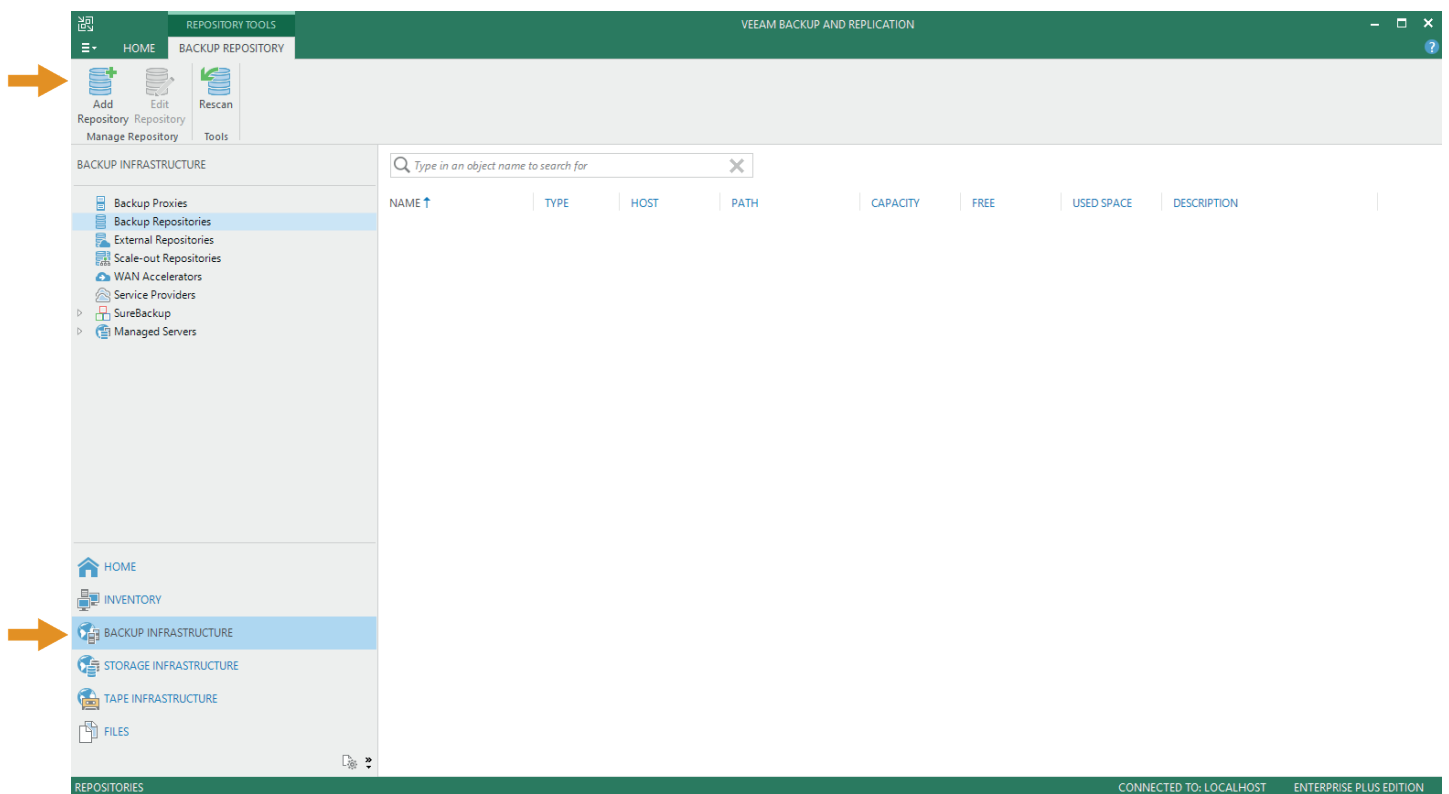 REPOSITORY TOOLS
VEEAM BACKUP AND REPLICATION
HOME
BACKUP REPOSITORY
Add Repository
Edit Repository
Rescan
Manage Repository
Tools
BACKUP INFRASTRUCTURE
Backup Proxies
Backup Repositories
External Repositories
Scale-out Repositories
WAN Accelerators
Service Providers
SureBackup
Managed Servers
HOME
INVENTORY
BACKUP INFRASTRUCTURE
STORAGE INFRASTRUCTURE
TAPE INFRASTRUCTURE
FILES
Type in an object name to search for
NAME TYPE HOST PATH CAPACITY FREE USED SPACE DESCRIPTION
REPOSITORIES
CONNECTED TO: LOCALHOST
ENTERPRISE PLUS EDITION